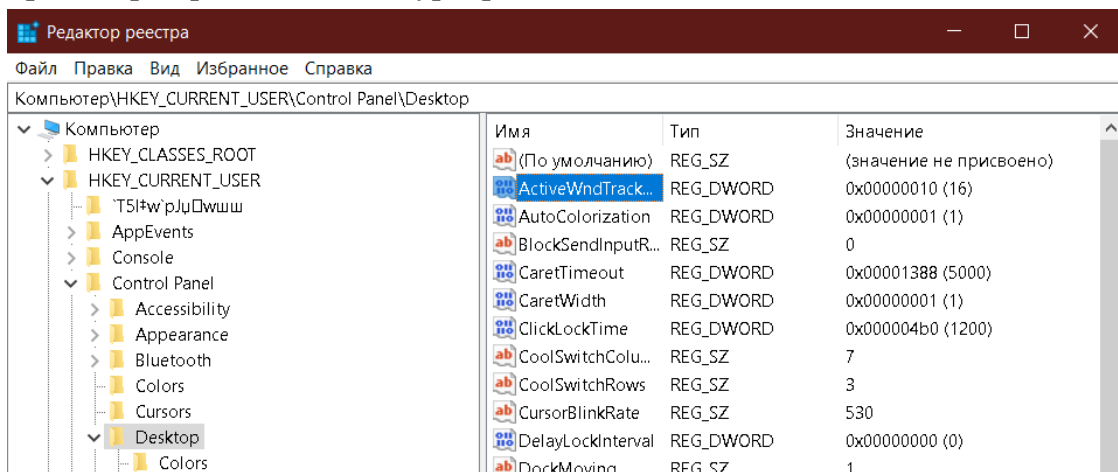 Редактор реестра
Файл Правка Вид Избранное Справка
Компьютер\HKEY_CURRENT_USER\Control Panel\Desktop
Компьютер
HKEY_CLASSES_ROOT
HKEY_CURRENT_USER
AppEvents
Console
Control Panel
Accessibility
Appearance
Bluetooth
Colors
Cursors
Desktop
Colors
Имя Тип Значение
(По умолчанию) REG_SZ (значение не присвоено)
ActiveWndTrack... REG_DWORD 0x00000010 (16)
AutoColorization REG_DWORD 0x00000001 (1)
BlockSendInputR... REG_SZ 0
CaretTimeout REG_DWORD 0x00001388 (5000)
CaretWidth REG_DWORD 0x00000001 (1)
ClickLockTime REG_DWORD 0x000004b0 (1200)
CoolSwitchColu... REG_SZ 7
CoolSwitchRows REG_SZ 3
CursorBlinkRate REG_SZ 530
DelayLockInterval REG_DWORD 0x00000000 (0)
DockMoving REG_SZ 1